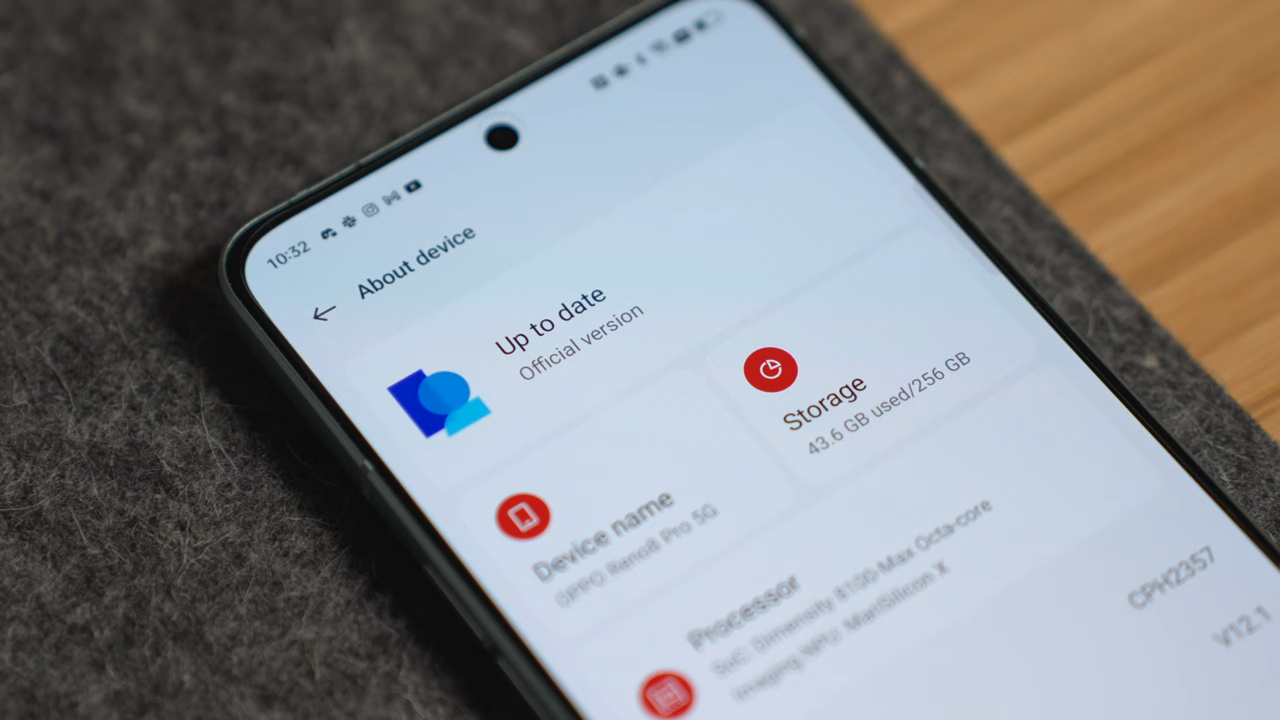 10:32
About device
Up to date
Official version
Storage
43.6 GB used/256 GB
Device name
OPPO Reno8 Pro 5G
Processor
SoC: Dimensity 8100-Max Octa-core
Imaging NPU: MariSilicon X
CPH2357
V12.1